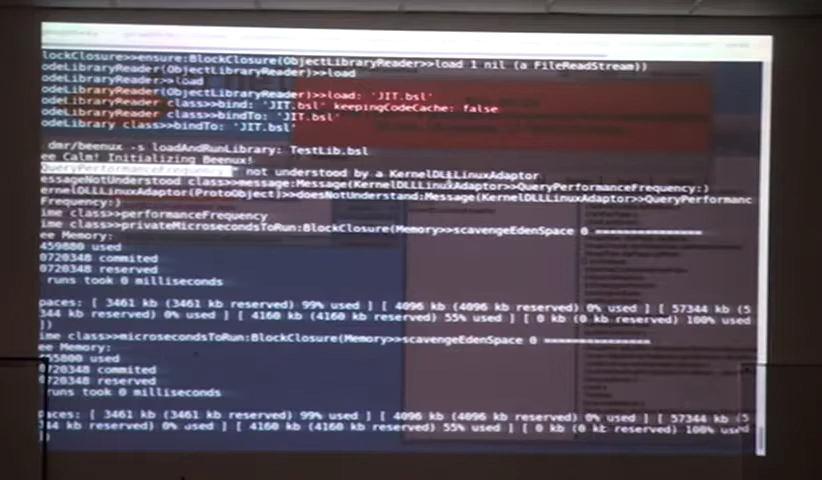 lockClosure>>ensure:BlockClosure(ObjectLibraryReader>>load 1 nil (a FileReadStream))
odeLibraryReader(ObjectLibraryReader)>>load
odeLibraryReader>>load
odeLibraryReader(ObjectLibraryReader)>>load: 'JIT.bsl'
odeLibraryReader class>>bind: 'JIT.bsl' keepingCodeCache: false
odeLibraryReader class>>bindTo: 'JIT.bsl'
odeLibrary class>>bindTo: 'JIT.bsl'
dmr/beenux -s loadAndRunLibrary: TestLib.bsl
ee Calm! Initializing Beenux!
QueryPerformanceFrequency: not understood by a KernelDLLLinuxAdaptor
essageNotUnderstood class>>message:Message(KernelDLLLinuxAdaptor>>QueryPerformanceFrequency:)
ernelDLLLinuxAdaptor(ProtoObject)>>doesNotUnderstand:Message(KernelDLLLinuxAdaptor>>QueryPerformanc
Frequency:)
ime class>>performanceFrequency
ime class>>privateMicrosecondsToRun:BlockClosure(Memory>>scavengeEdenSpace 0 ================
ee Memory:
459880 used
0720348 commited
0720348 reserved
runs took 0 milliseconds
paces: [ 3461 kb (3461 kb reserved) 99% used ] [ 4096 kb (4096 kb reserved) 0% used ] [ 57344 kb (5
344 kb reserved) 0% used ] [ 4160 kb (4160 kb reserved) 55% used ] [ 0 kb (0 kb reserved) 100% used
])
ime class>>microsecondsToRun:BlockClosure(Memory>>scavengeEdenSpace 0 ================
ee Memory:
55800 used
0720348 commited
0720348 reserved
runs took 0 milliseconds
paces: [ 3461 kb (3461 kb reserved) 99% used ] [ 4096 kb (4096 kb reserved) 0% used ] [ 57344 kb (5
344 kb reserved) 0% used ] [ 4160 kb (4160 kb reserved) 55% used ] [ 0 kb (0 kb reserved) 100% used
])